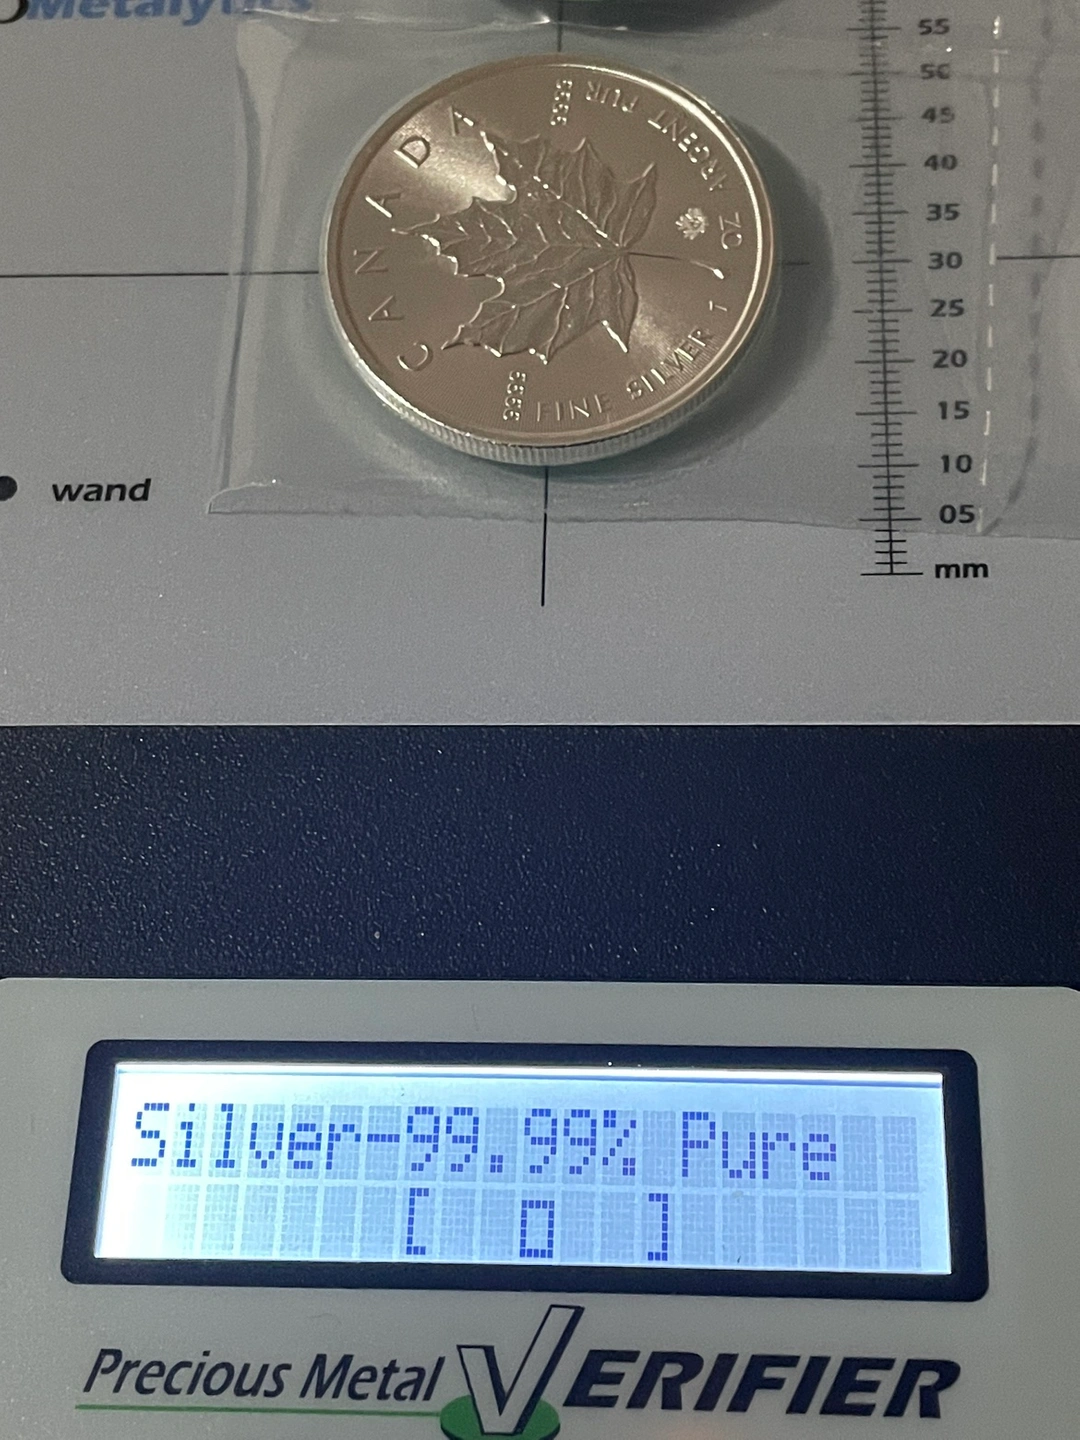 Metalytics
CANADA
9999
ARGENT PUR
FINE SILVER 1 OZ
9999
55
50
45
40
35
30
25
20
15
10
05
mm
wand
Silver-99.99% Pure
[ ▯ ]
Precious Metal VERIFIER